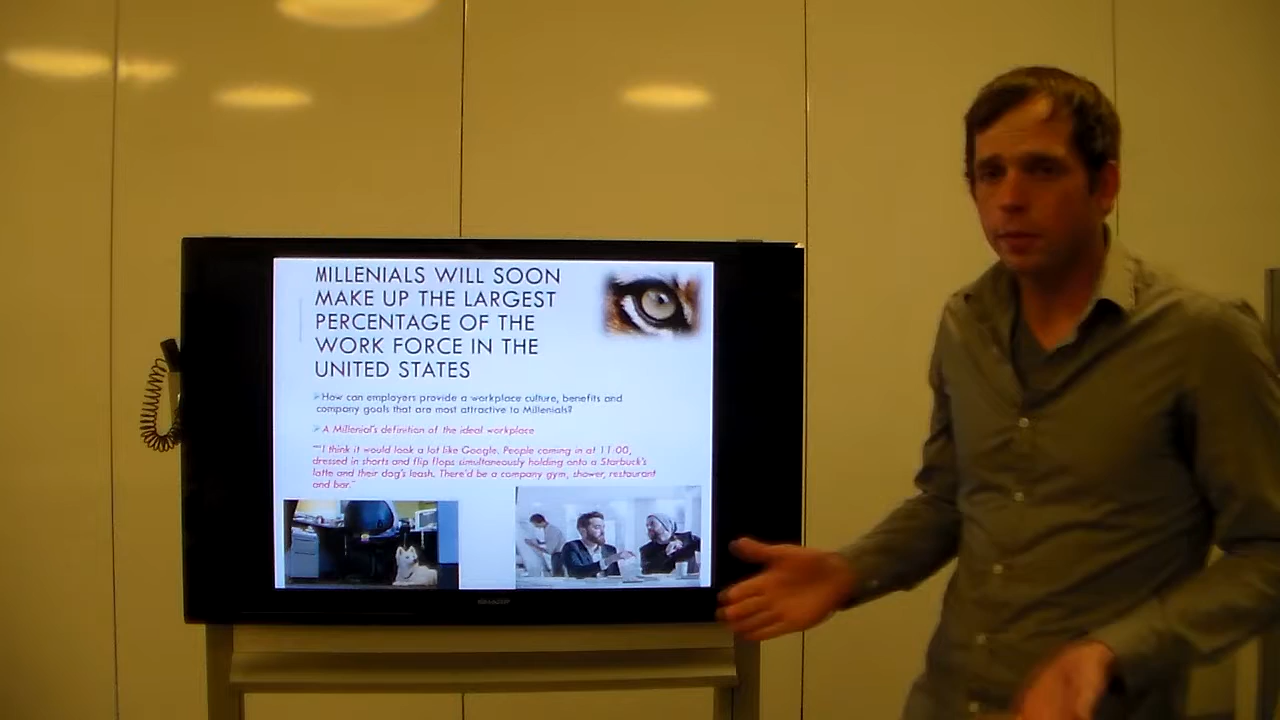 MILLENIALS WILL SOON
MAKE UP THE LARGEST
PERCENTAGE OF THE
WORK FORCE IN THE
UNITED STATES
How can employers provide a workplace culture, benefits and
company goals that are most attractive to Millenials?
A Millenial's definition of the ideal workplace
""I think it would look a lot like Google. People coming in at 11:00,
dressed in shorts and flip flops simultaneously holding onto a Starbuck's
latte and their dog's leash. There'd be a company gym, shower, restaurant
and bar."
SHARP